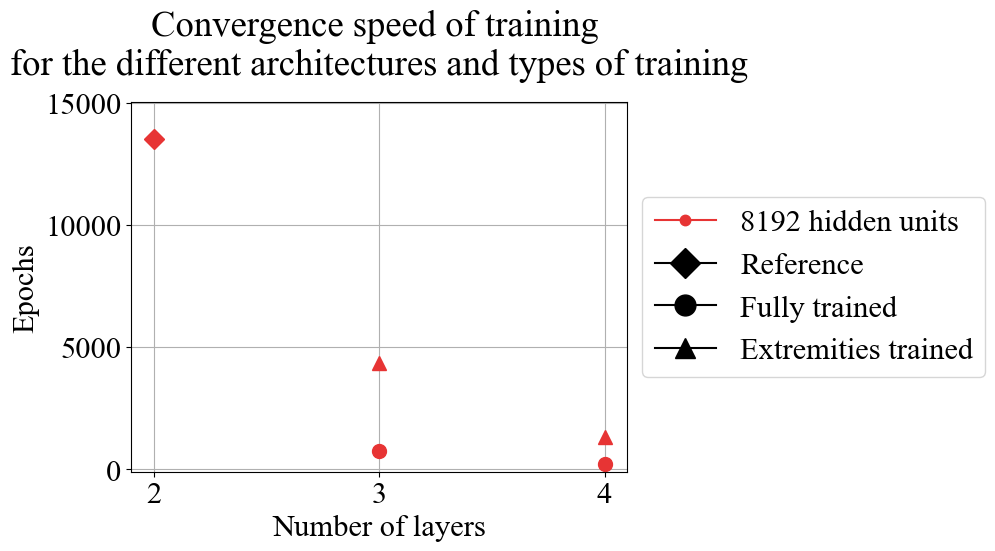 Convergence speed of training
for the different architectures and types of training
15000
10000
5000
0
Epochs
2 3 4
Number of layers
8192 hidden units
Reference
Fully trained
Extremities trained